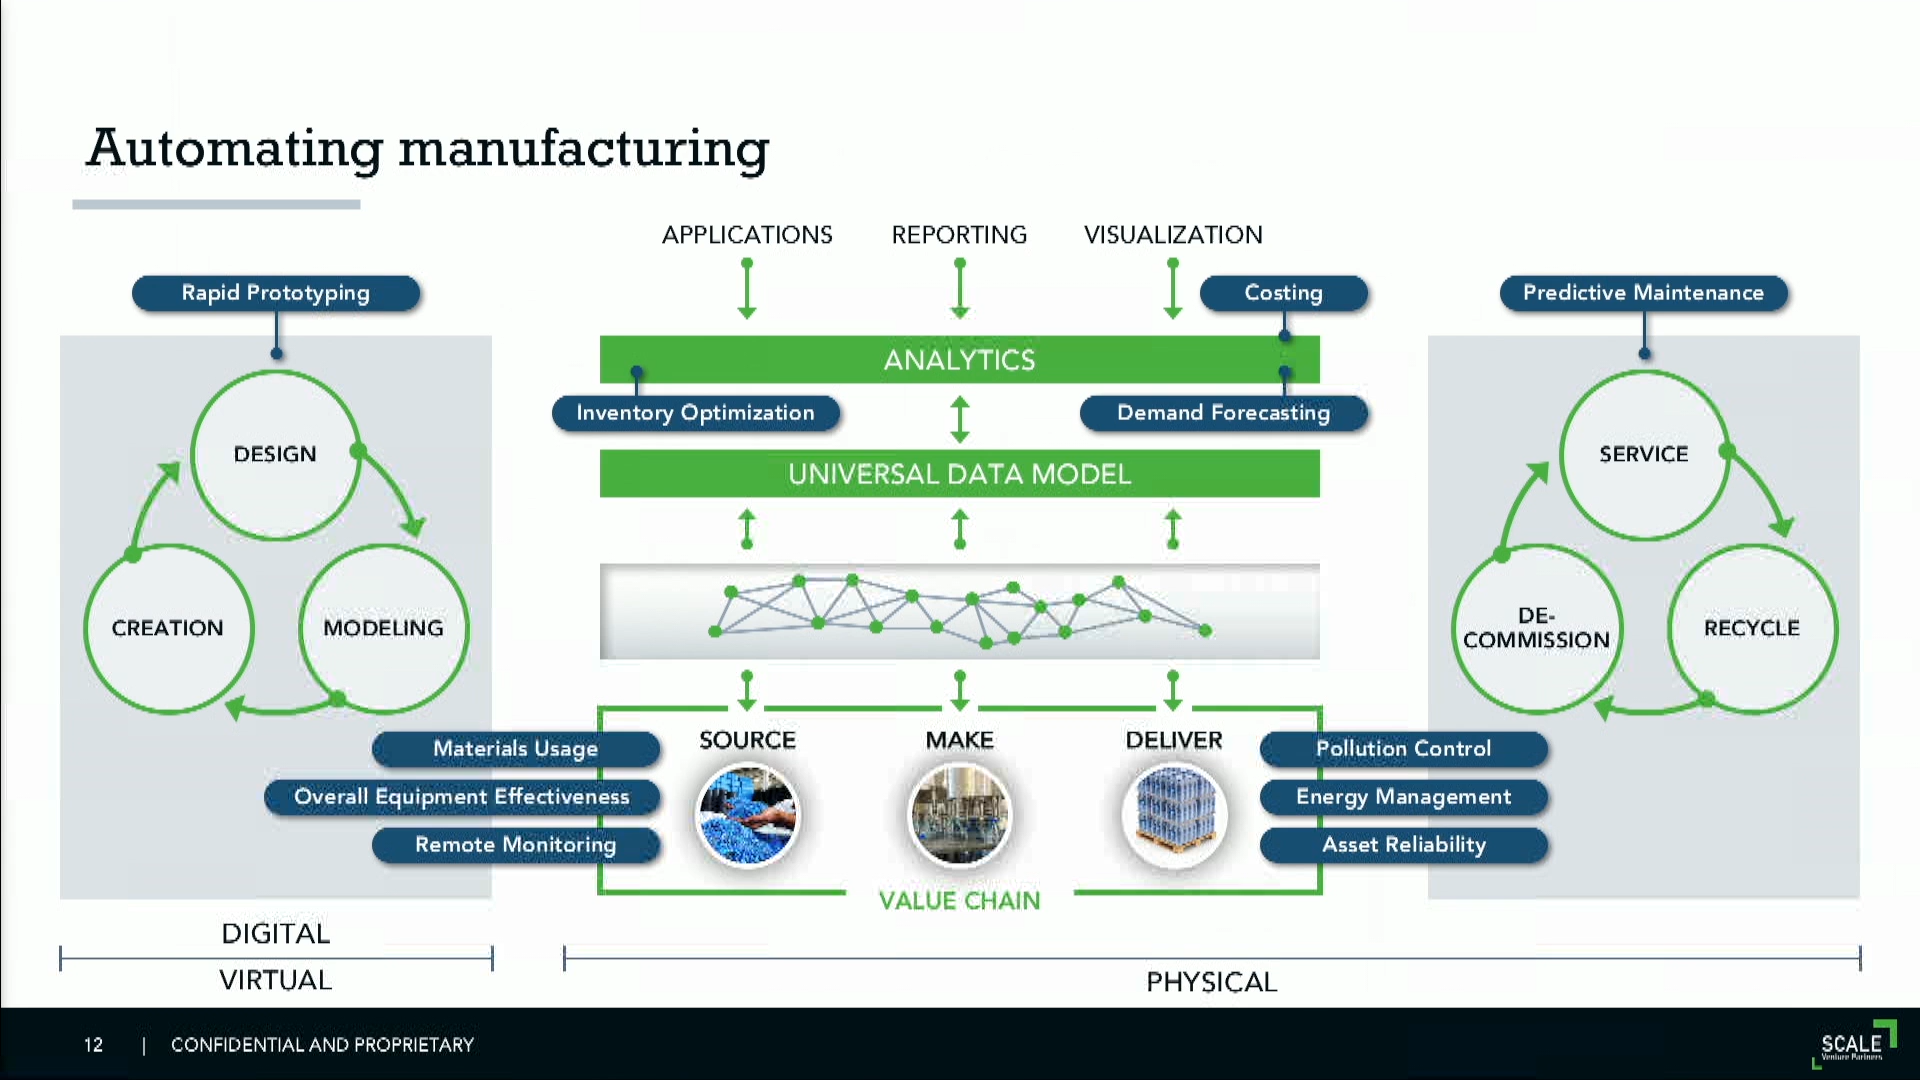 Automating manufacturing
APPLICATIONS
REPORTING
VISUALIZATION
Rapid Prototyping
Costing
Predictive Maintenance
ANALYTICS
Inventory Optimization
Demand Forecasting
DESIGN
UNIVERSAL DATA MODEL
SERVICE
CREATION
MODELING
DE-
COMMISSION
RECYCLE
SOURCE
MAKE
DELIVER
Materials Usage
Overall Equipment Effectiveness
Remote Monitoring
Pollution Control
Energy Management
Asset Reliability
VALUE CHAIN
DIGITAL
VIRTUAL
PHYSICAL
12 | CONFIDENTIAL AND PROPRIETARY
SCALE
Venture Partners